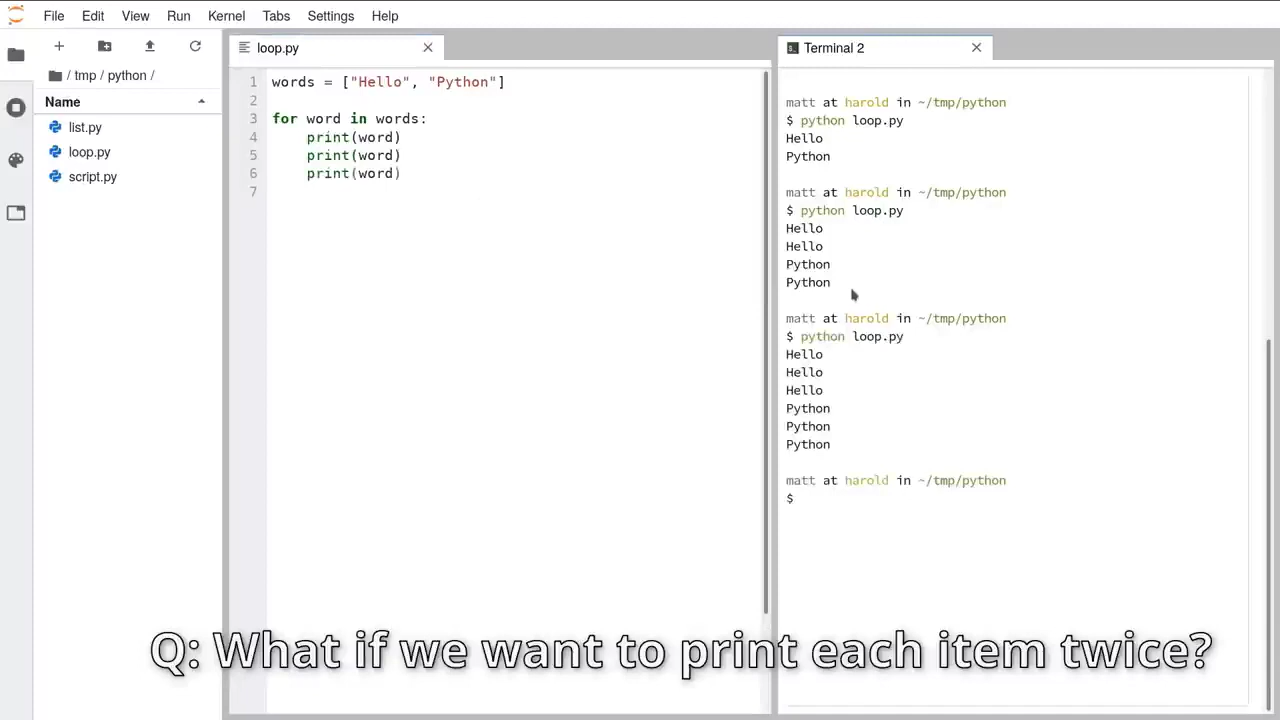 File Edit View Run Kernel Tabs Settings Help
/ tmp / python /
Name
list.py
loop.py
script.py
loop.py
1 words = ["Hello", "Python"]
2
3 for word in words:
4     print(word)
5     print(word)
6     print(word)
7
Terminal 2
matt at harold in ~/tmp/python
$ python loop.py
Hello
Python
matt at harold in ~/tmp/python
$ python loop.py
Hello
Hello
Python
Python
matt at harold in ~/tmp/python
$ python loop.py
Hello
Hello
Hello
Python
Python
Python
matt at harold in ~/tmp/python
$
Q: What if we want to print each item twice?